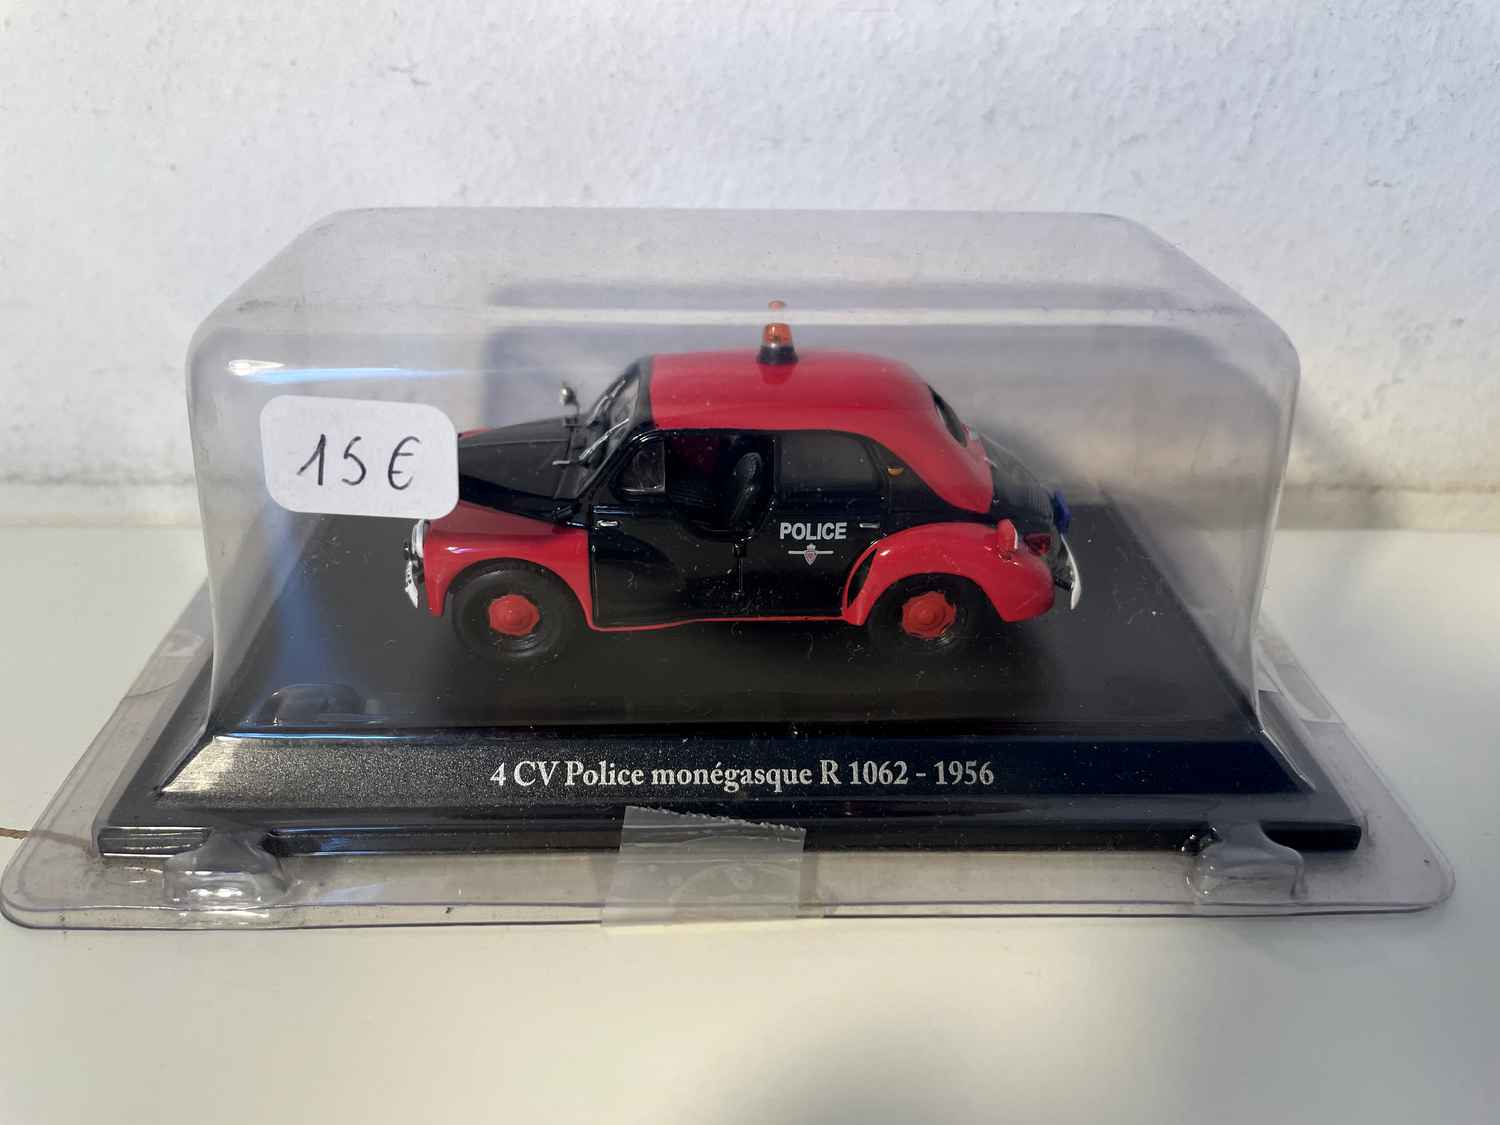 15 €
POLICE
4 CV Police monégasque R 1062 - 1956